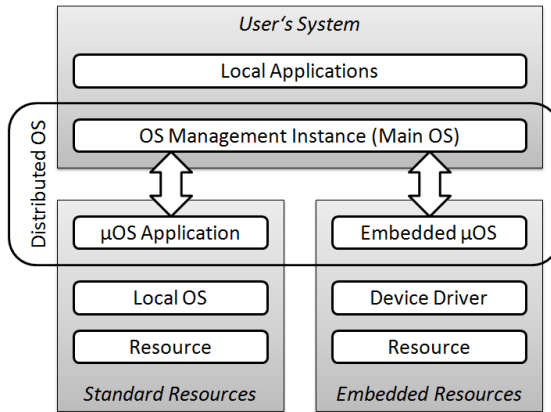 User's System
Local Applications
OS Management Instance (Main OS)
Distributed OS
µOS Application
Local OS
Resource
Standard Resources
Embedded µOS
Device Driver
Resource
Embedded Resources